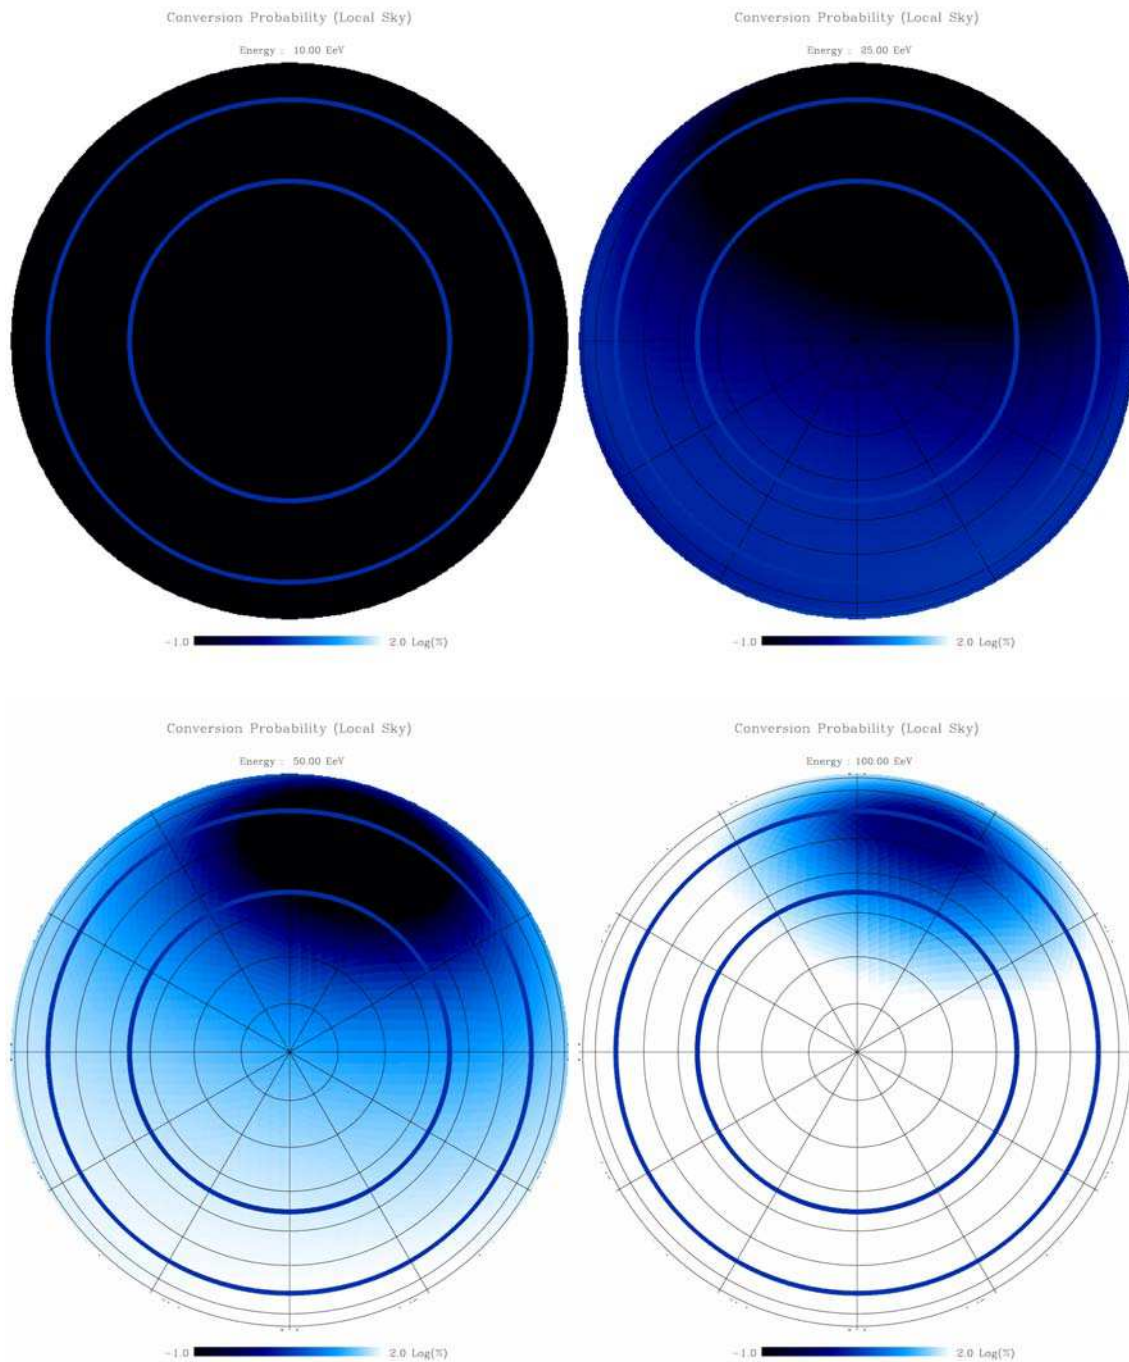 Conversion Probability (Local Sky)
Energy : 10.00 EeV
-1.0 2.0 Log(%)
Conversion Probability (Local Sky)
Energy : 25.00 EeV
-1.0 2.0 Log(%)
Conversion Probability (Local Sky)
Energy : 50.00 EeV
-1.0 2.0 Log(%)
Conversion Probability (Local Sky)
Energy : 100.00 EeV
-1.0 2.0 Log(%)